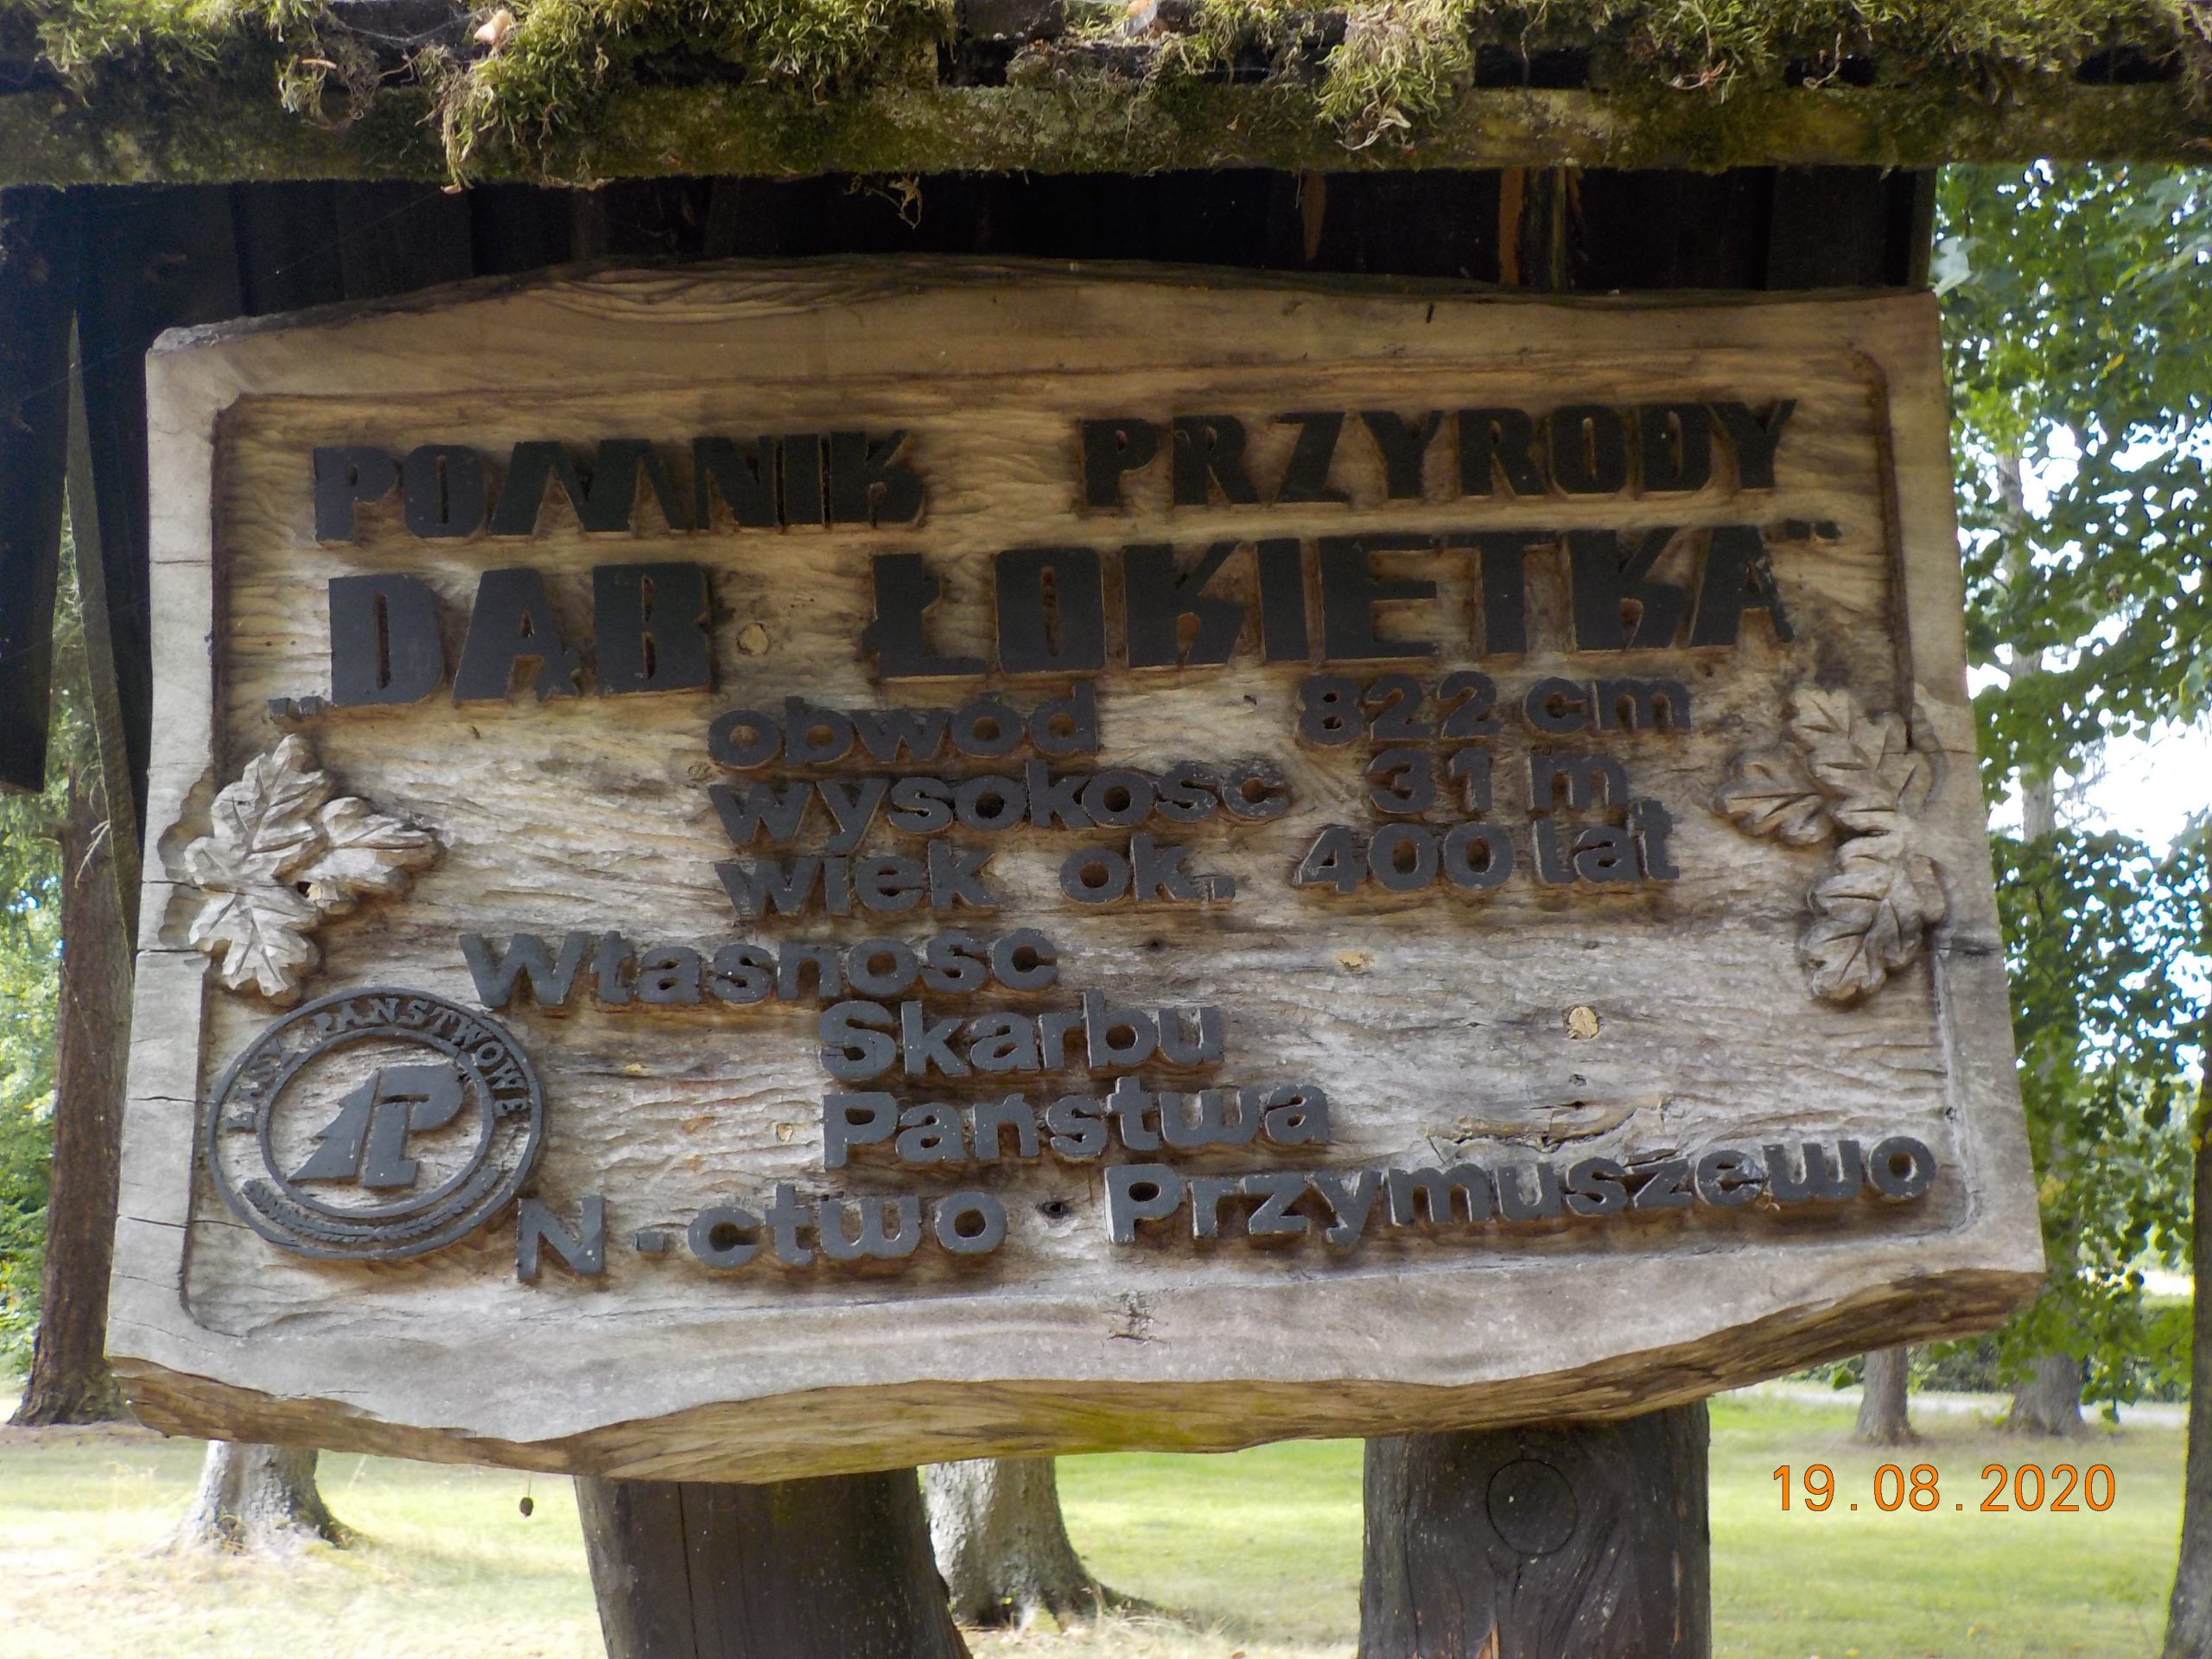 POMNIK PRZYRODY
„DĄB ŁOKIETKA”
obwód 822 cm
wysokosc 31 m
wiek ok. 400 lat
Własnosc
Skarbu
Państwa
N-ctwo Przymuszewo
LASY PAŃSTWOWE
LP
19.08.2020